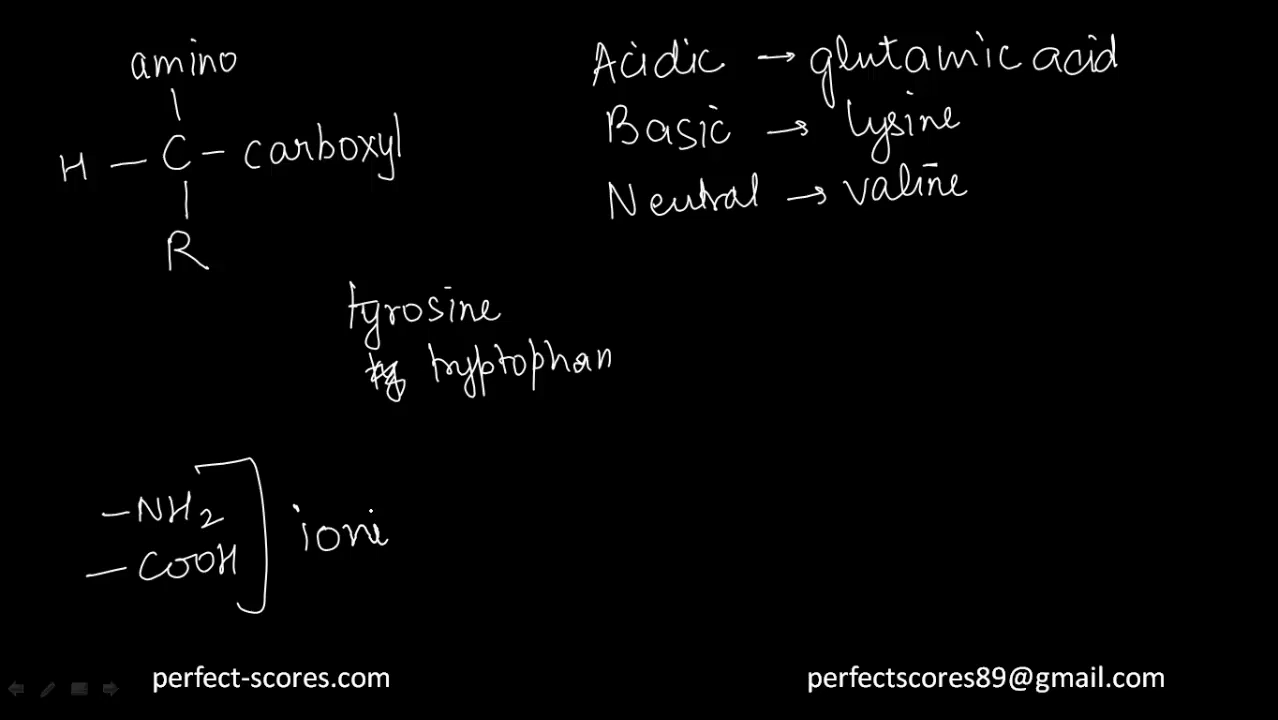 amino
H — C — carboxyl
R
Acidic → glutamic acid
Basic → lysine
Neutral → valine
tyrosine
tryptophan
— NH2
— COOH
ioni
perfect-scores.com
perfectscores89@gmail.com